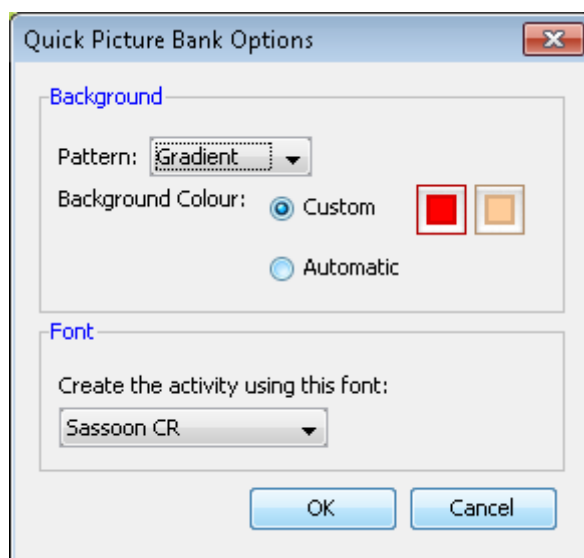 Quick Picture Bank Options
Background
Pattern: Gradient
Background Colour: Custom
Automatic
Font
Create the activity using this font:
Sassoon CR
OK Cancel